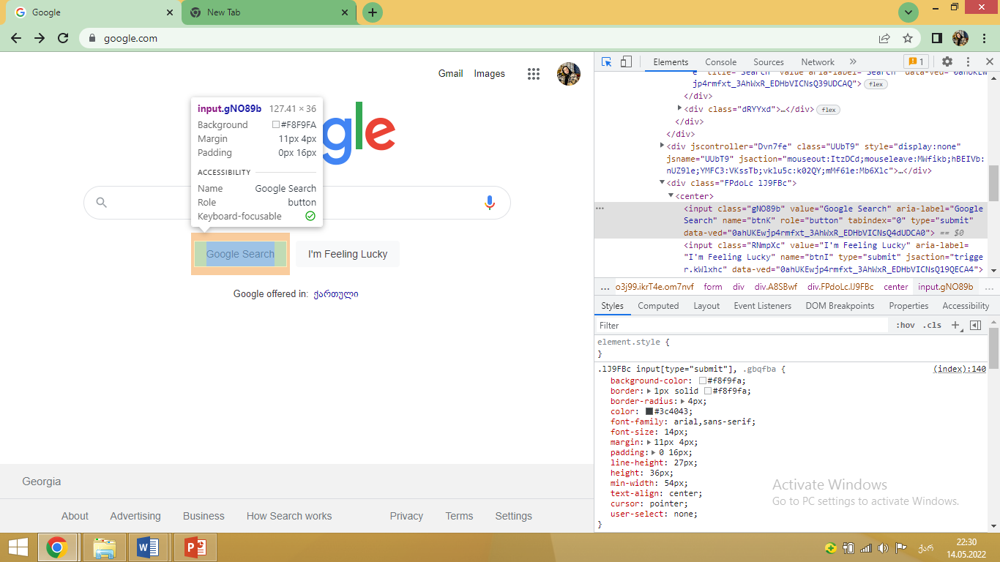 Google
New Tab
google.com
Gmail Images
gle
input.gNO89b 127.41 × 36
Background #F8F9FA
Margin 11px 4px
Padding 0px 16px
ACCESSIBILITY
Name Google Search
Role button
Keyboard-focusable
Google Search I'm Feeling Lucky
Google offered in: ქართული
Georgia
About Advertising Business How Search works Privacy Terms Settings
Elements Console Sources Network » 1
jp4rmfxt_3AhWxR_EDHbVICNsQ39UDCAQ"> flex
</div>
<div class="dRYYxd">…</div> flex
</div>
</div>
<div jscontroller="Dvn7fe" class="UUbT9" style="display:none"
jsname="UUbT9" jsaction="mouseout:ItzDCd;mouseleave:MWfikb;hBEIVb:
nUZ9le;YMFC3:VKssTb;vklu5c:k02QY;mMf61e:Mb6Xlc">…</div>
<div class="FPdoLc lJ9FBc">
<center>
… <input class="gNO89b" value="Google Search" aria-label="Google
Search" name="btnK" role="button" tabindex="0" type="submit"
data-ved="0ahUKEwjp4rmfxt_3AhWxR_EDHbVICNsQ4dUDCA0"> == $0
<input class="RNmpXc" value="I'm Feeling Lucky" aria-label=
"I'm Feeling Lucky" name="btnI" type="submit" jsaction="trigge
r.kWlxhc" data-ved="0ahUKEwjp4rmfxt_3AhWxR_EDHbVICNsQ19QECA4">
… o3j99.ikrT4e.om7nvf form div div.A8SBwf div.FPdoLc.lJ9FBc center input.gNO89b …
Styles Computed Layout Event Listeners DOM Breakpoints Properties Accessibility
Filter :hov .cls +
element.style {
}
.lJ9FBc input[type="submit"], .gbqfba { (index):140
background-color: #f8f9fa;
border: 1px solid #f8f9fa;
border-radius: 4px;
color: #3c4043;
font-family: arial,sans-serif;
font-size: 14px;
margin: 11px 4px;
padding: 0 16px;
line-height: 27px;
height: 36px;
min-width: 54px;
text-align: center;
cursor: pointer;
user-select: none;
}
Activate Windows
Go to PC settings to activate Windows.
ქარ
22:30
14.05.2022